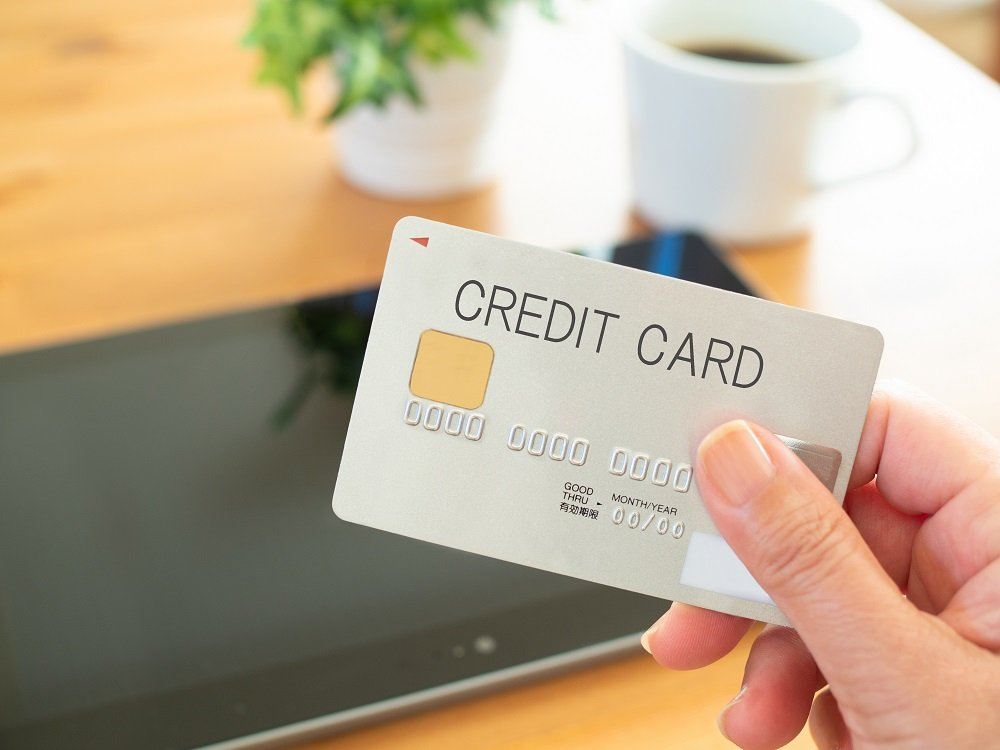 CREDIT CARD
0000 0000 0000
GOOD
THRU
有効期限
MONTH/YEAR
00/00